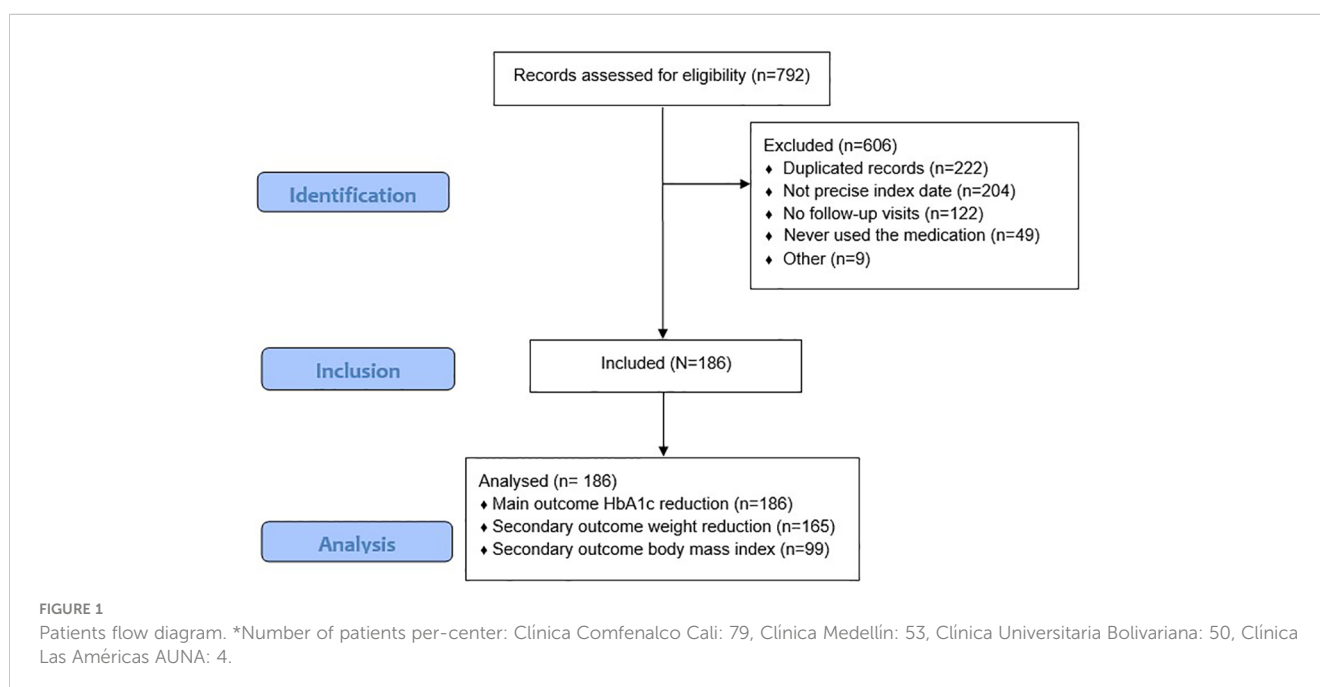 Records assessed for eligibility (n=792)
Excluded (n=606)
♦ Duplicated records (n=222)
♦ Not precise index date (n=204)
♦ No follow-up visits (n=122)
♦ Never used the medication (n=49)
♦ Other (n=9)
Identification
Inclusion
Included (N=186)
Analysed (n= 186)
♦ Main outcome HbA1c reduction (n=186)
♦ Secondary outcome weight reduction (n=165)
♦ Secondary outcome body mass index (n=99)
Analysis
FIGURE 1
Patients flow diagram. *Number of patients per-center: Clínica Comfenalco Cali: 79, Clínica Medellín: 53, Clínica Universitaria Bolivariana: 50, Clínica
Las Américas AUNA: 4.